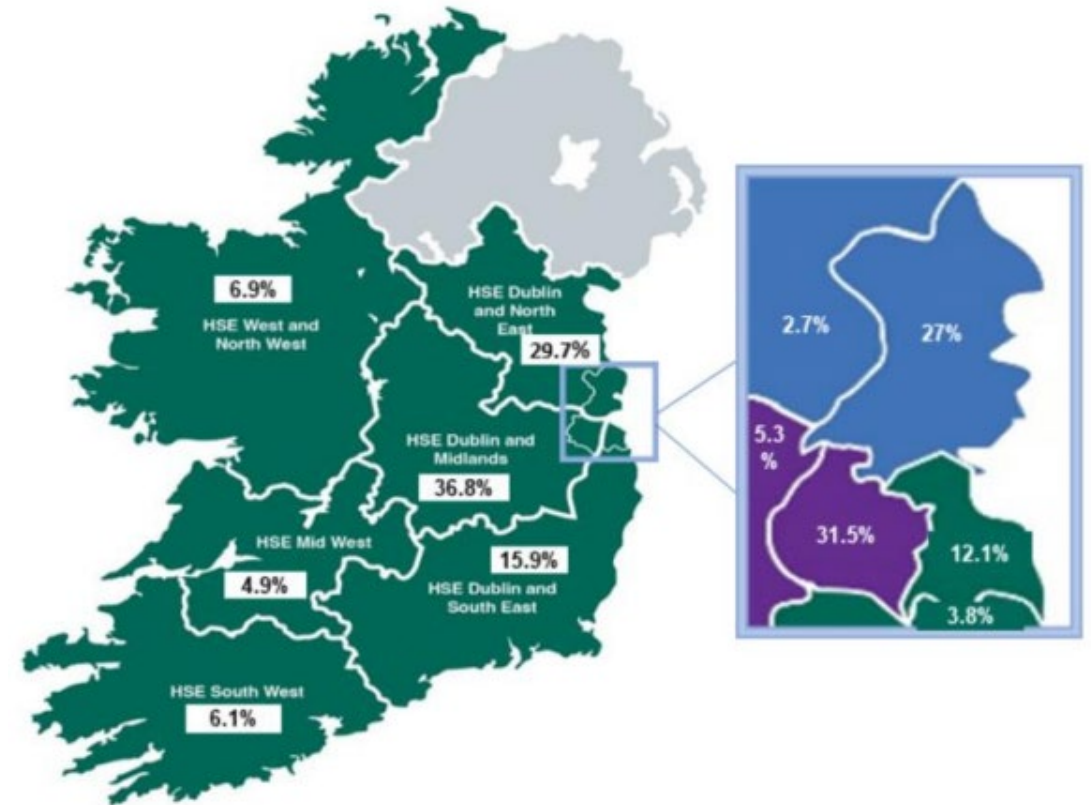 6.9%
HSE West and
North West
HSE Dublin
and North
East
29.7%
HSE Dublin and
Midlands
36.8%
HSE Mid West
4.9%
15.9%
HSE Dublin and
South East
HSE South West
6.1%
2.7%
27%
5.3
%
31.5%
12.1%
3.8%